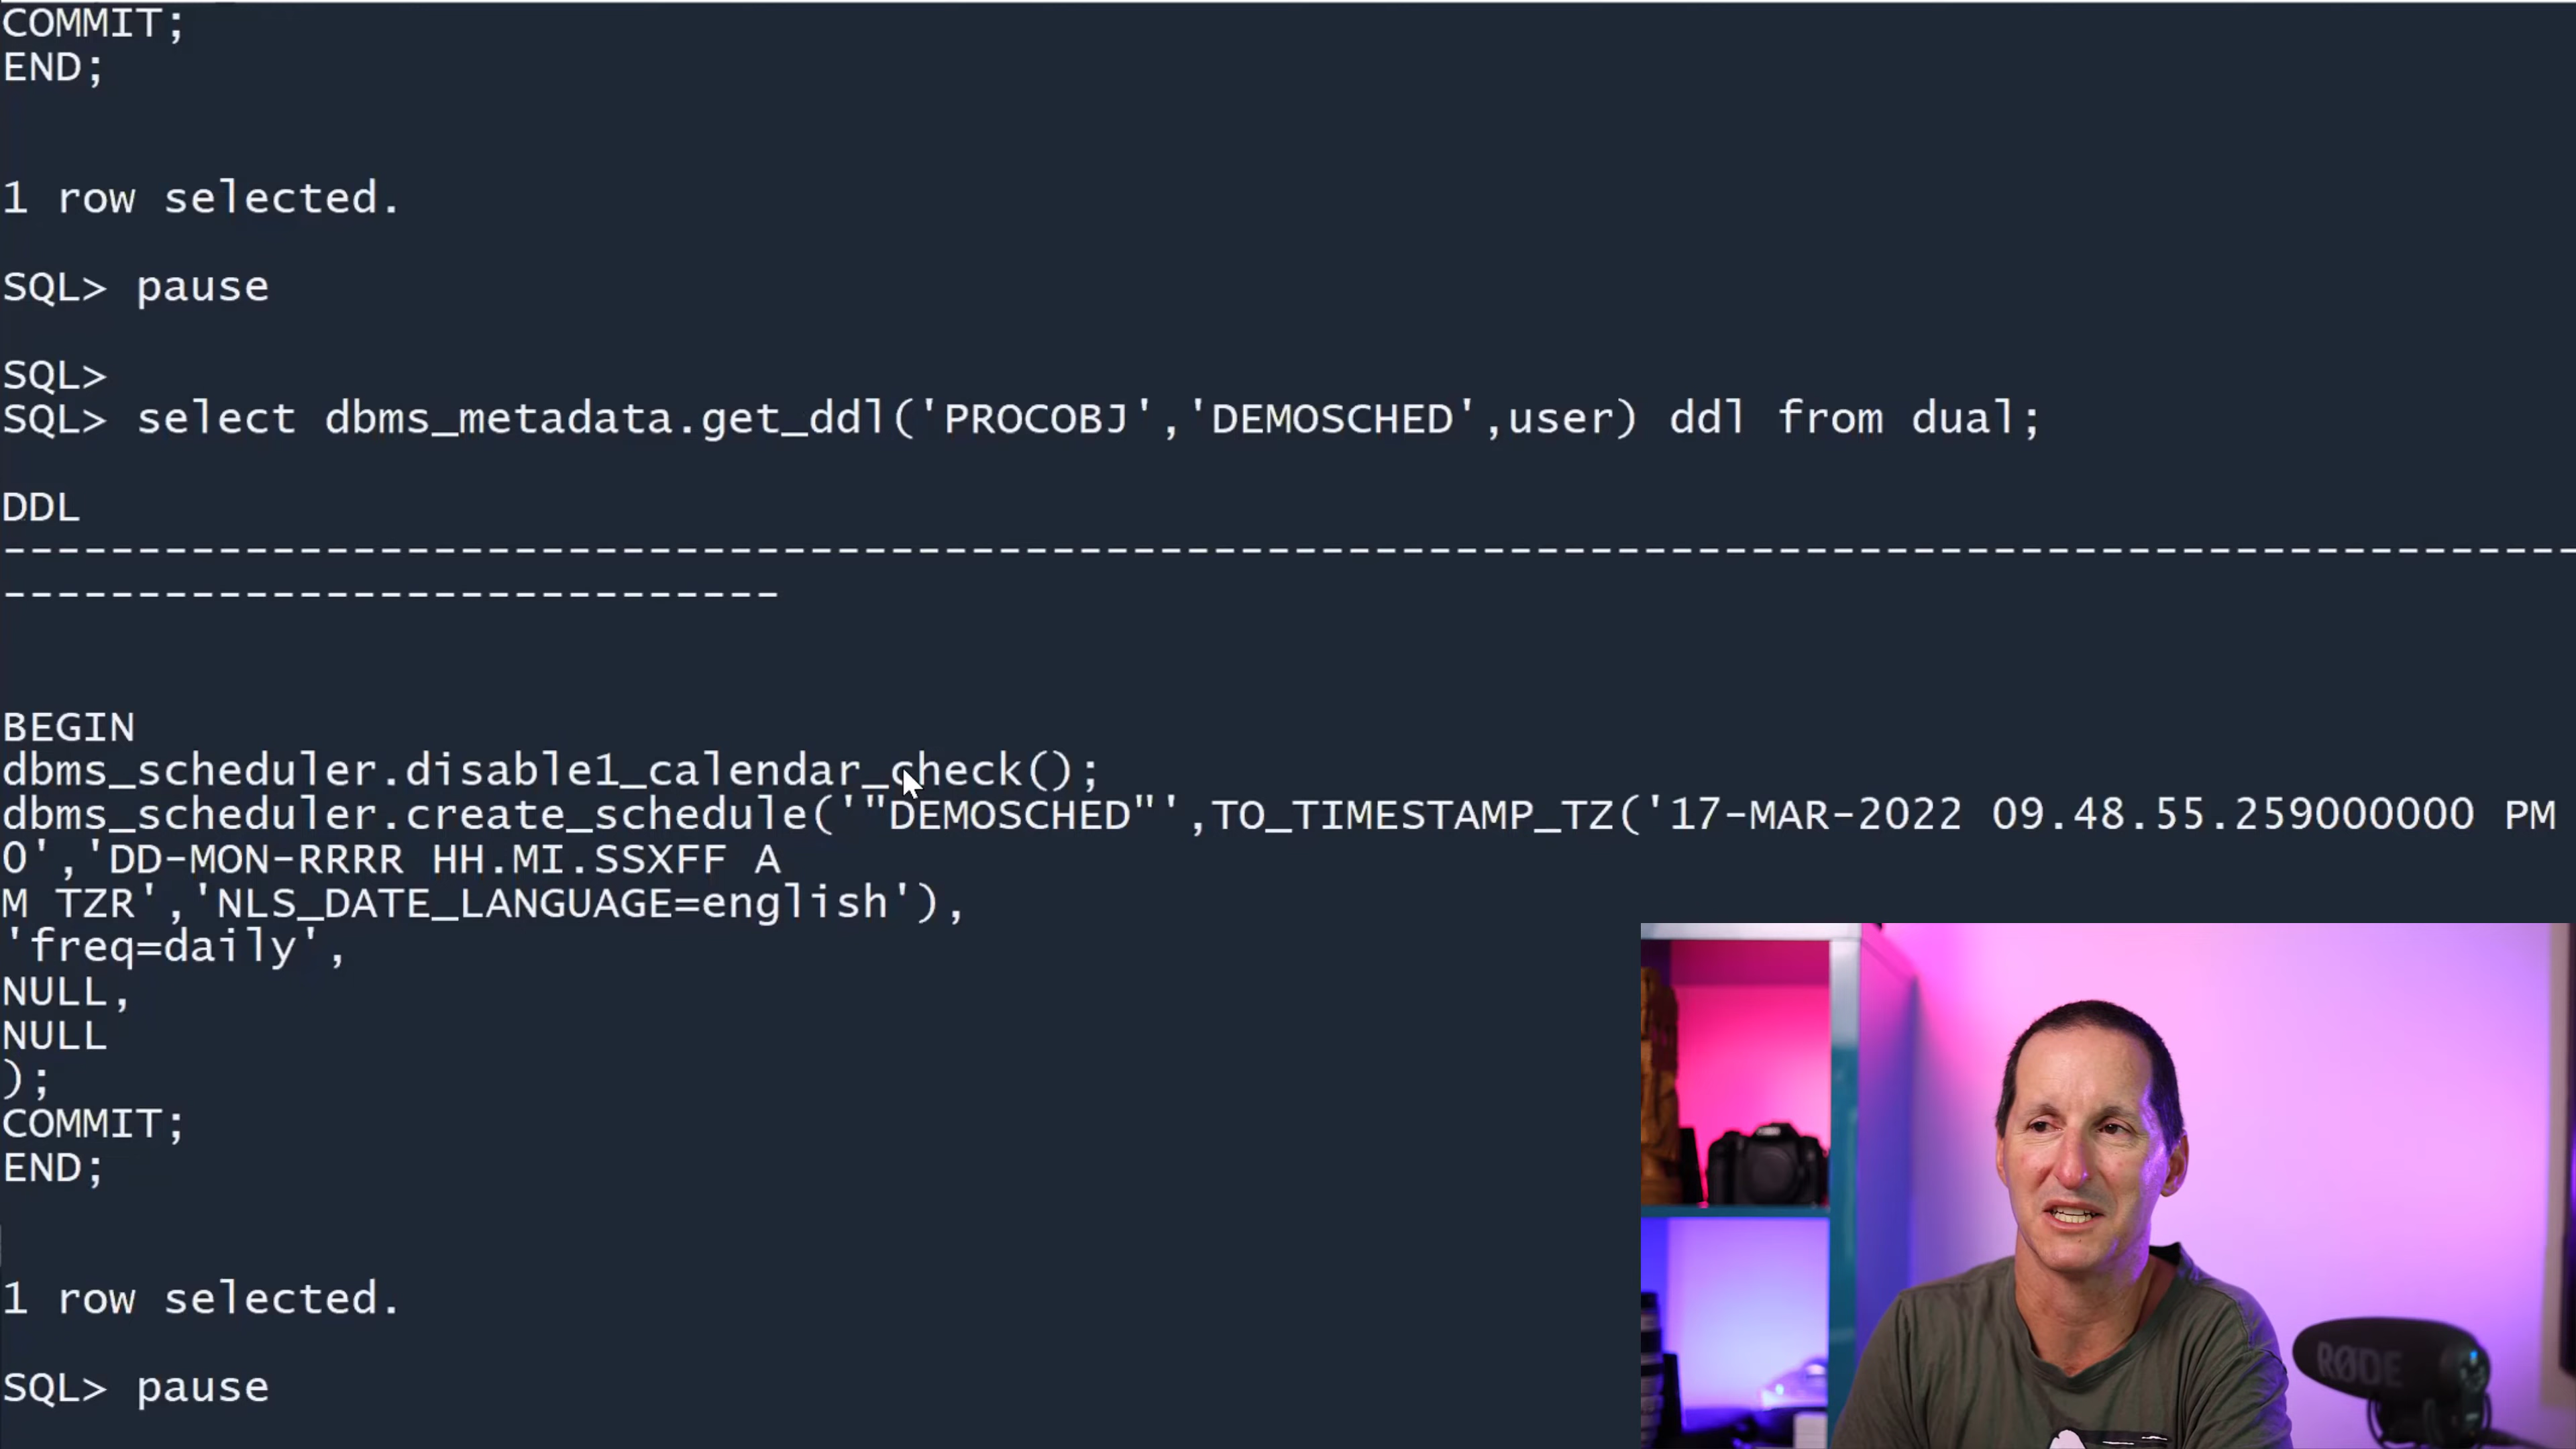 COMMIT;
END;
1 row selected.
SQL> pause
SQL>
SQL> select dbms_metadata.get_ddl('PROCOBJ','DEMOSCHED',user) ddl from dual;
DDL
------------------------------------------------------------------------------------------------
-----------------------------
BEGIN
dbms_scheduler.disable1_calendar_check();
dbms_scheduler.create_schedule('"DEMOSCHED"',TO_TIMESTAMP_TZ('17-MAR-2022 09.48.55.259000000 PM
0','DD-MON-RRRR HH.MI.SSXFF A
M TZR','NLS_DATE_LANGUAGE=english'),
'freq=daily',
NULL,
NULL
);
COMMIT;
END;
1 row selected.
SQL> pause
RØDE